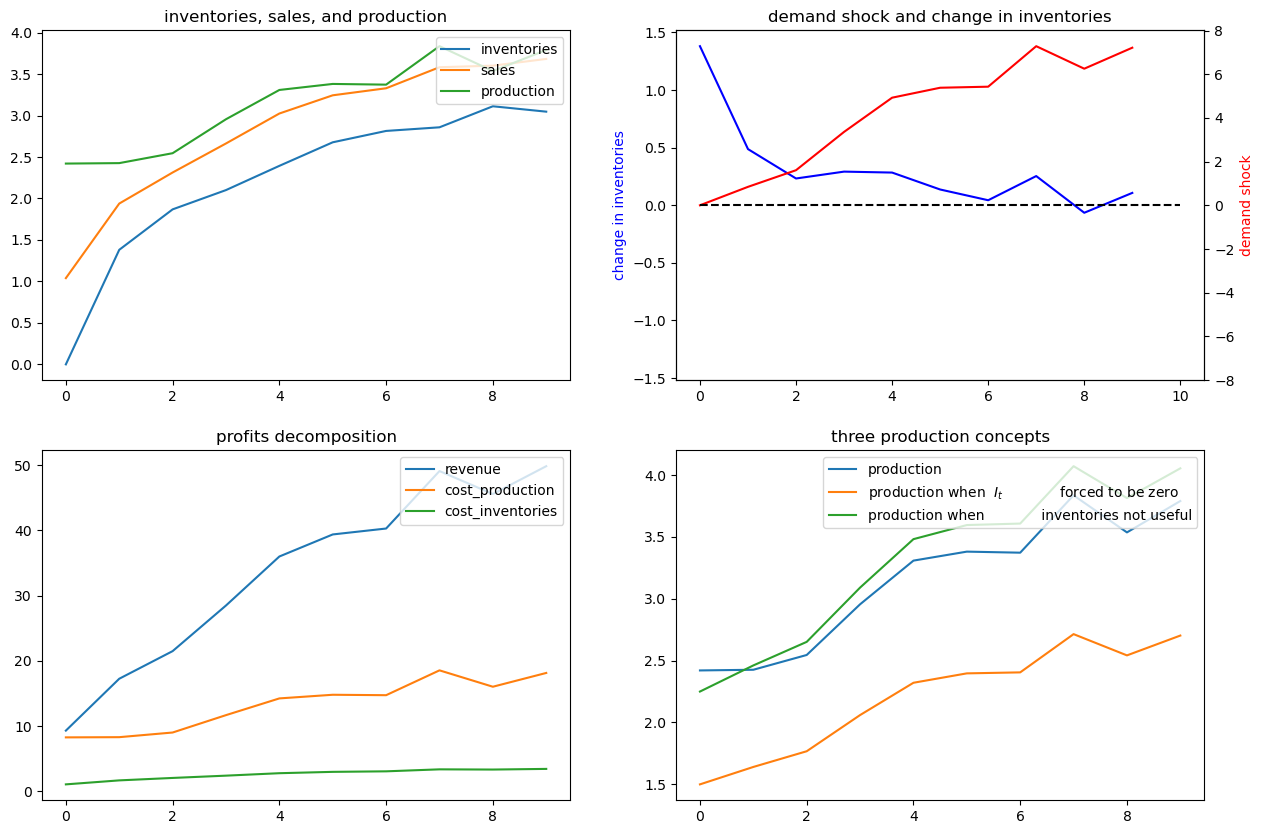 inventories, sales, and production
4.0
3.5
3.0
2.5
2.0
1.5
1.0
0.5
0.0
0 2 4 6 8
inventories
sales
production
demand shock and change in inventories
change in inventories
1.5
1.0
0.5
0.0
−0.5
−1.0
−1.5
0 2 4 6 8 10
8
6
4
2
0
−2
−4
−6
−8
demand shock
profits decomposition
50
40
30
20
10
0
0 2 4 6 8
revenue
cost_production
cost_inventories
three production concepts
4.0
3.5
3.0
2.5
2.0
1.5
0 2 4 6 8
production
production when I_t forced to be zero
production when inventories not useful